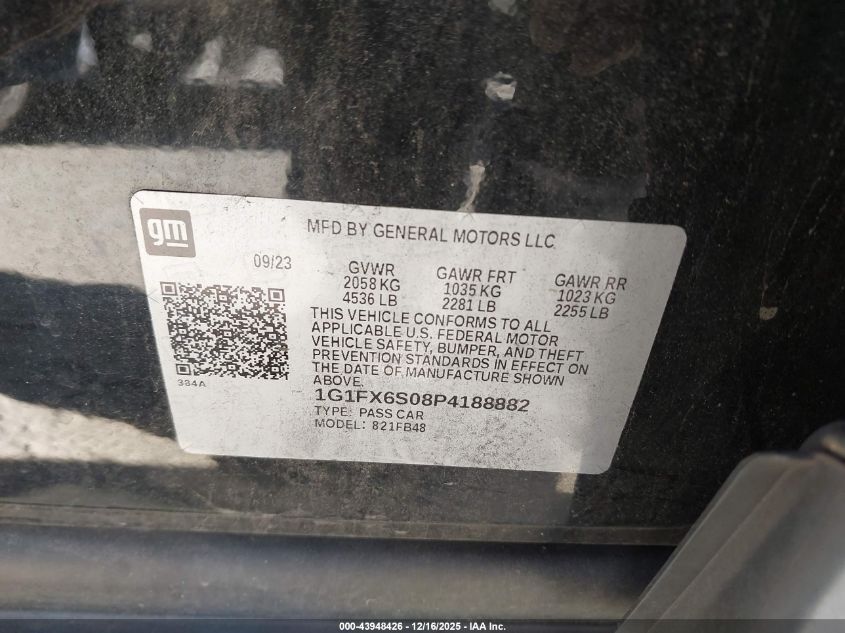 gm
MFD BY GENERAL MOTORS LLC
09/23
GVWR
2058 KG
4536 LB
GAWR FRT
1035 KG
2281 LB
GAWR RR
1023 KG
2255 LB
THIS VEHICLE CONFORMS TO ALL
APPLICABLE U.S. FEDERAL MOTOR
VEHICLE SAFETY, BUMPER, AND THEFT
PREVENTION STANDARDS IN EFFECT ON
THE DATE OF MANUFACTURE SHOWN
ABOVE.
384A
1G1FX6S08P4188882
TYPE: PASS CAR
MODEL: 821FB48
000-43948426 - 12/16/2025 - IAA Inc.